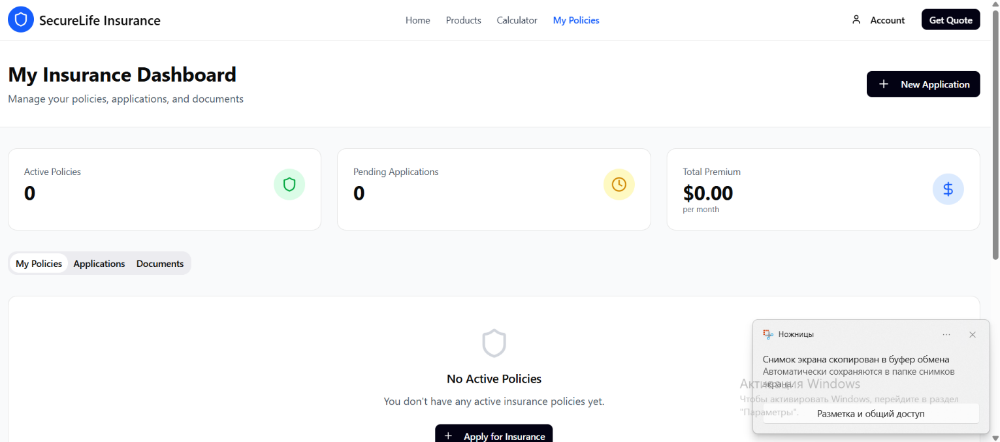 SecureLife Insurance
Home
Products
Calculator
My Policies
Account
Get Quote
My Insurance Dashboard
Manage your policies, applications, and documents
New Application
Active Policies
0
Pending Applications
0
Total Premium
$0.00
per month
My Policies
Applications
Documents
No Active Policies
You don't have any active insurance policies yet.
Apply for Insurance
Ножницы
Снимок экрана скопирован в буфер обмена
Автоматически сохраняются в папке снимков
экрана.
Разметка и общий доступ
Активация Windows
Чтобы активировать Windows, перейдите в раздел
"Параметры".